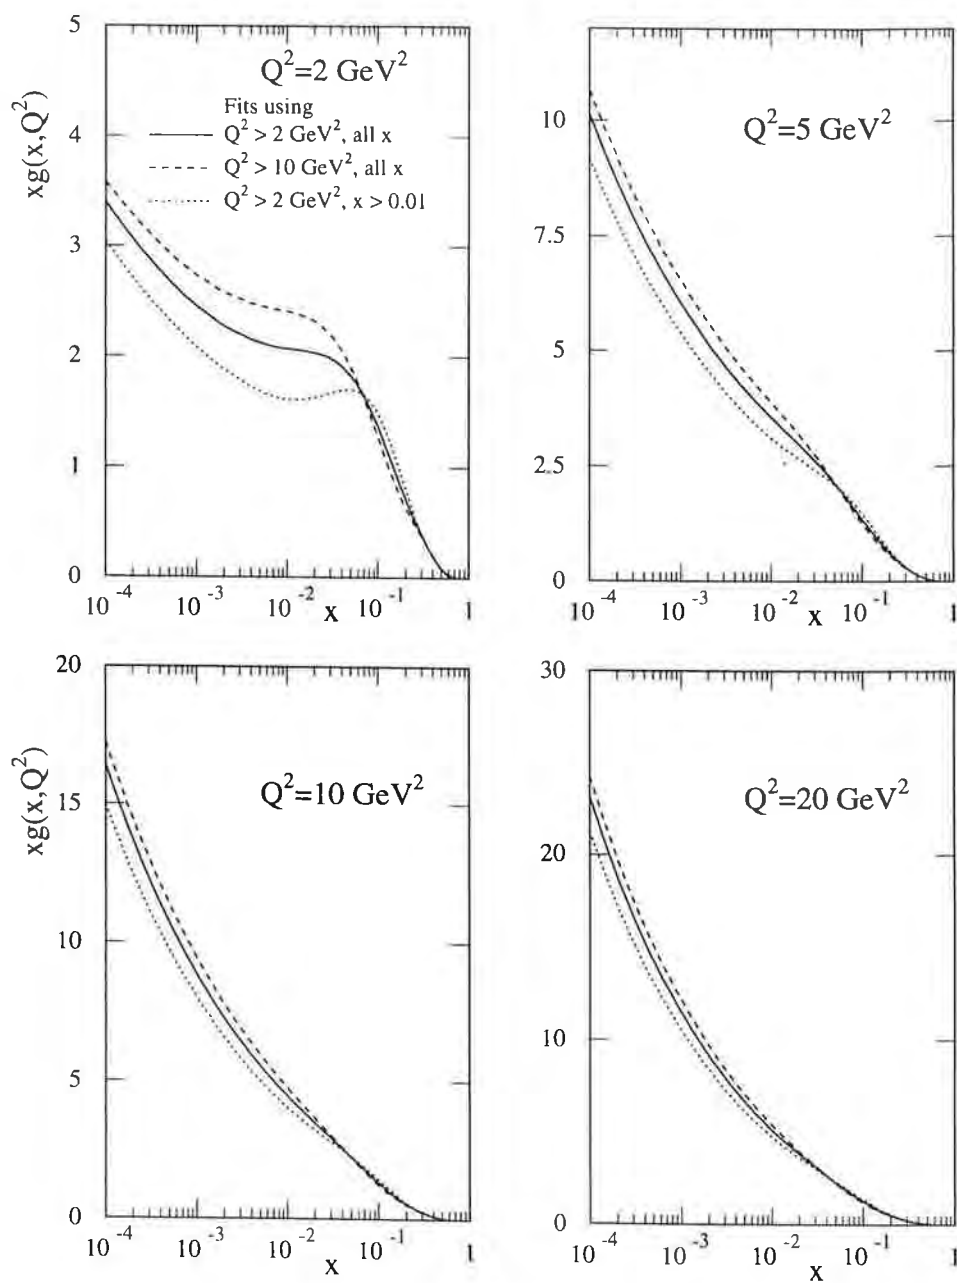 5
4
3
2
1
0
xg(x,Q²)
Q²=2 GeV²
Fits using
Q² > 2 GeV², all x
Q² > 10 GeV², all x
Q² > 2 GeV², x > 0.01
10⁻⁴ 10⁻³ 10⁻² 10⁻¹ 1
x
10
7.5
5
2.5
0
Q²=5 GeV²
10⁻⁴ 10⁻³ 10⁻² 10⁻¹ 1
x
20
15
10
5
0
xg(x,Q²)
Q²=10 GeV²
10⁻⁴ 10⁻³ 10⁻² 10⁻¹ 1
x
30
20
10
0
Q²=20 GeV²
10⁻⁴ 10⁻³ 10⁻² 10⁻¹ 1
x